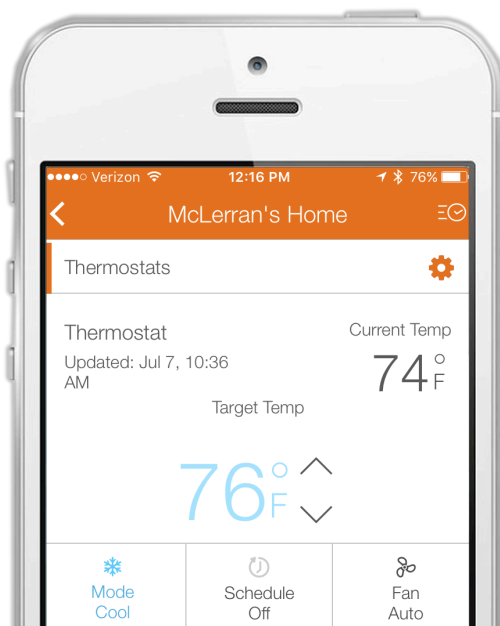 Verizon 12:16 PM 76%
McLerran's Home
Thermostats
Thermostat
Current Temp
Updated: Jul 7, 10:36
AM
74°F
Target Temp
76°F
Mode
Cool
Schedule
Off
Fan
Auto